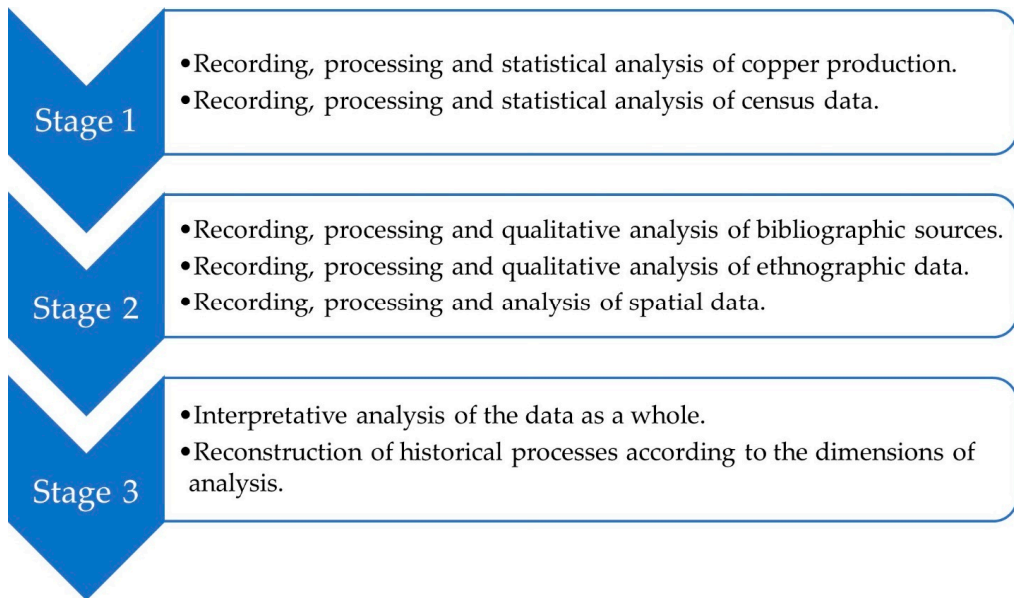 Stage 1
•Recording, processing and statistical analysis of copper production.
•Recording, processing and statistical analysis of census data.
Stage 2
•Recording, processing and qualitative analysis of bibliographic sources.
•Recording, processing and qualitative analysis of ethnographic data.
•Recording, processing and analysis of spatial data.
Stage 3
•Interpretative analysis of the data as a whole.
•Reconstruction of historical processes according to the dimensions of
analysis.